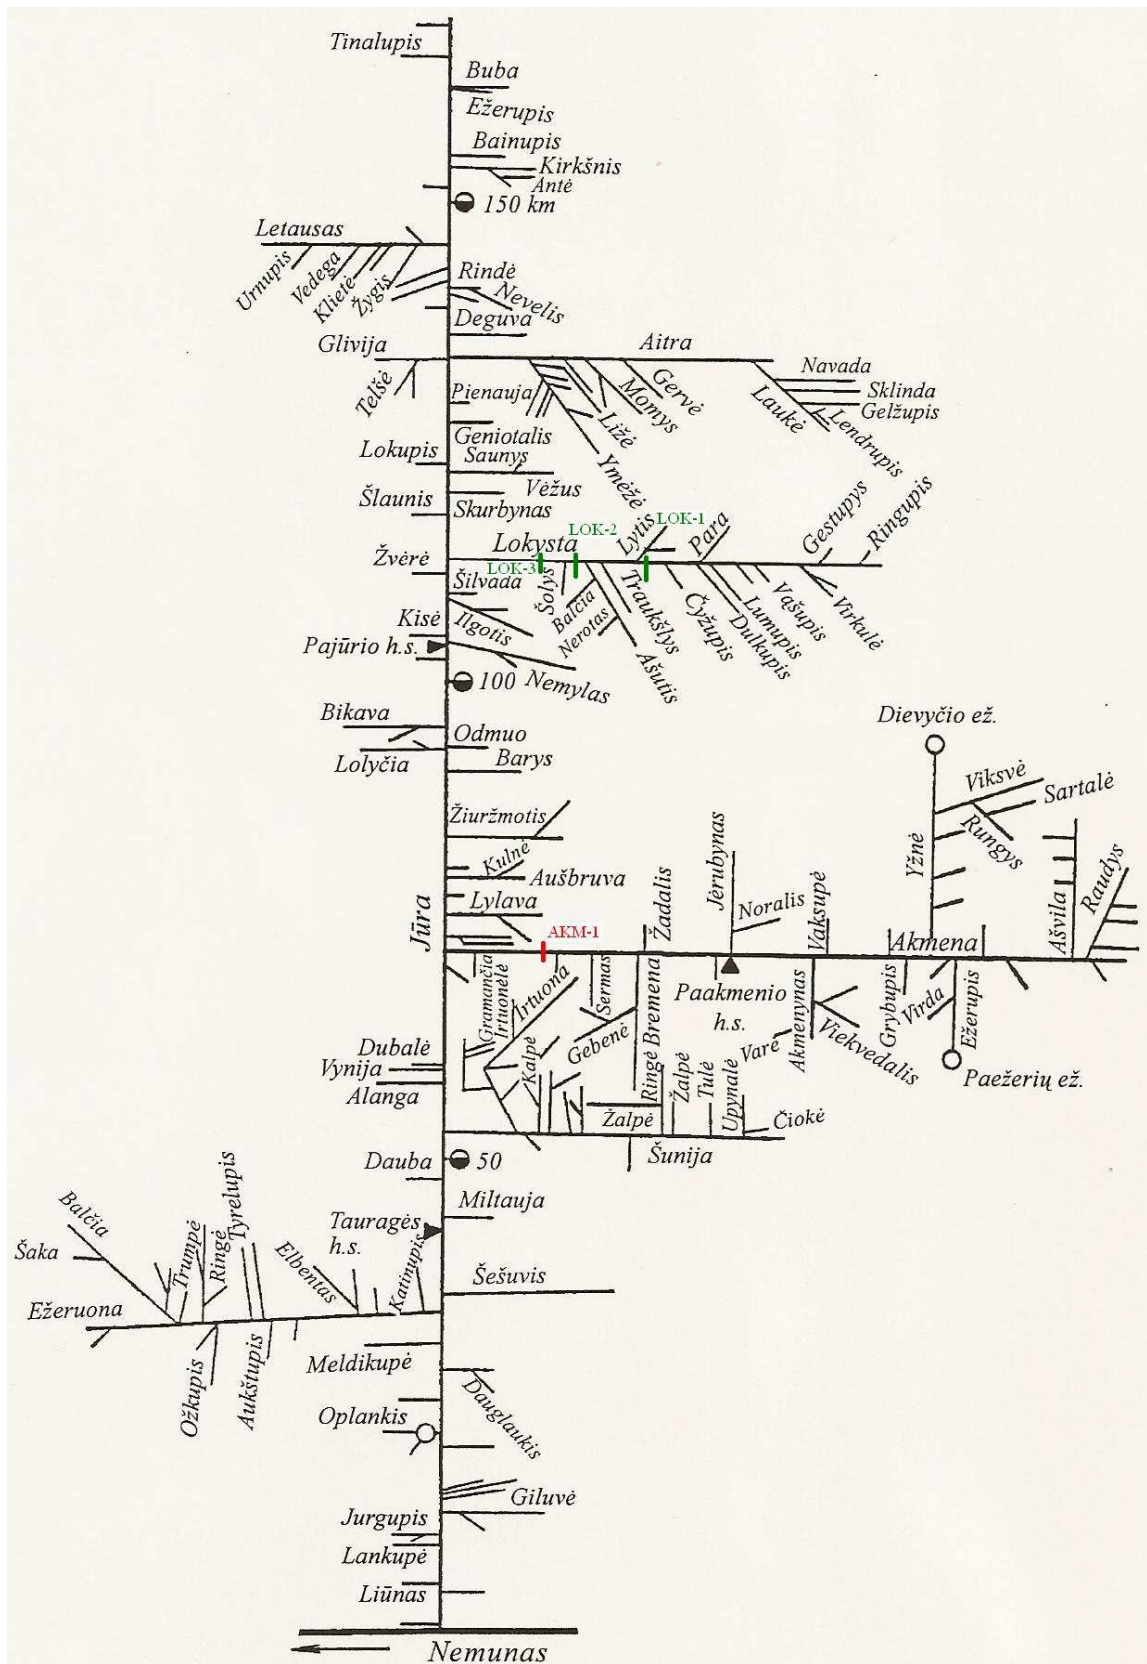 Tinalupis
Buba
Ežerupis
Bainupis
Kirkšnis
Antė
150 km
Letausas
Urnupis
Vedega
Klietė
Žygis
Rindė
Nevelis
Deguva
Glivija
Aitra
Telšė
Pienauja
Ližė
Momys
Gervė
Navada
Sklinda
Gelžupis
Laukė
Lendrupis
Geniotalis
Lokupis
Saunys
Ymėžė
Vėžus
Šlaunis
Skurbynas
LOK-2
LOK-1
Lytis
Para
Gestupys
Ringupis
Lokysta
Žvėrė
LOK-3
Šilvada
Šolys
Balčia
Nerotas
Traukšlys
Ašutis
Čyžupis
Dulkupis
Lumupis
Vąšupis
Virkulė
Kisė
Ilgotis
Pajūrio h.s.
100
Nemylas
Bikava
Odmuo
Lolyčia
Barys
Dievyčio ež.
Viksvė
Sartalė
Rungys
Yžnė
Žiuržmotis
Kulnė
Aušbruva
Lylava
Jūra
AKM-1
Žadalis
Jėrubynas
Noralis
Vaksupė
Akmena
Ašvila
Raudys
Gramančia
Irtuonėlė
Irtuona
Sermas
Gebenė
Bremena
Paakmenio
h.s.
Varė
Akmenynas
Viekvedalis
Grybupis
Virda
Ežerupis
Paežerių ež.
Dubalė
Vynija
Alanga
Kalpė
Žalpė
Ringė
Žalpė
Tulė
Upynalė
Čiokė
Šunija
Dauba
50
Miltauja
Tauragės
h.s.
Balčia
Šaka
Trumpė
Ringė
Tyrelupis
Elbentas
Katinupis
Šešuvis
Ežeruona
Ožkupis
Aukštupis
Meldikupė
Dauglaukis
Oplankis
Giluvė
Jurgupis
Lankupė
Liūnas
Nemunas